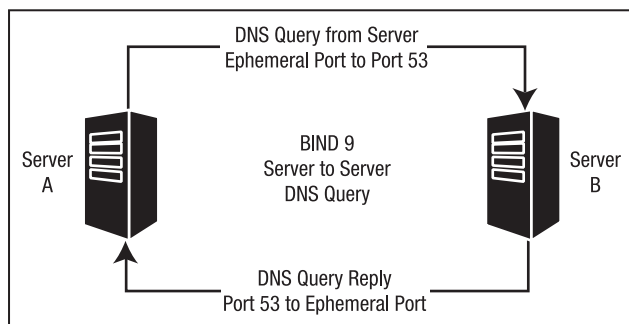 DNS Query from Server
Ephemeral Port to Port 53
Server
A
BIND 9
Server to Server
DNS Query
Server
B
DNS Query Reply
Port 53 to Ephemeral Port